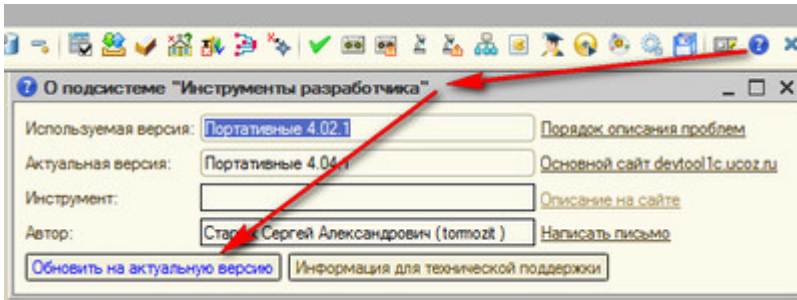 О подсистеме "Инструменты разработчика"
Используемая версия: Портативные 4.02.1 Порядок описания проблем
Актуальная версия: Портативные 4.04.1 Основной сайт devtool1c.ucoz.ru
Инструмент: Описание на сайте
Автор: Сергей Александрович ( tormozit ) Написать письмо
Обновить на актуальную версию Информация для технической поддержки